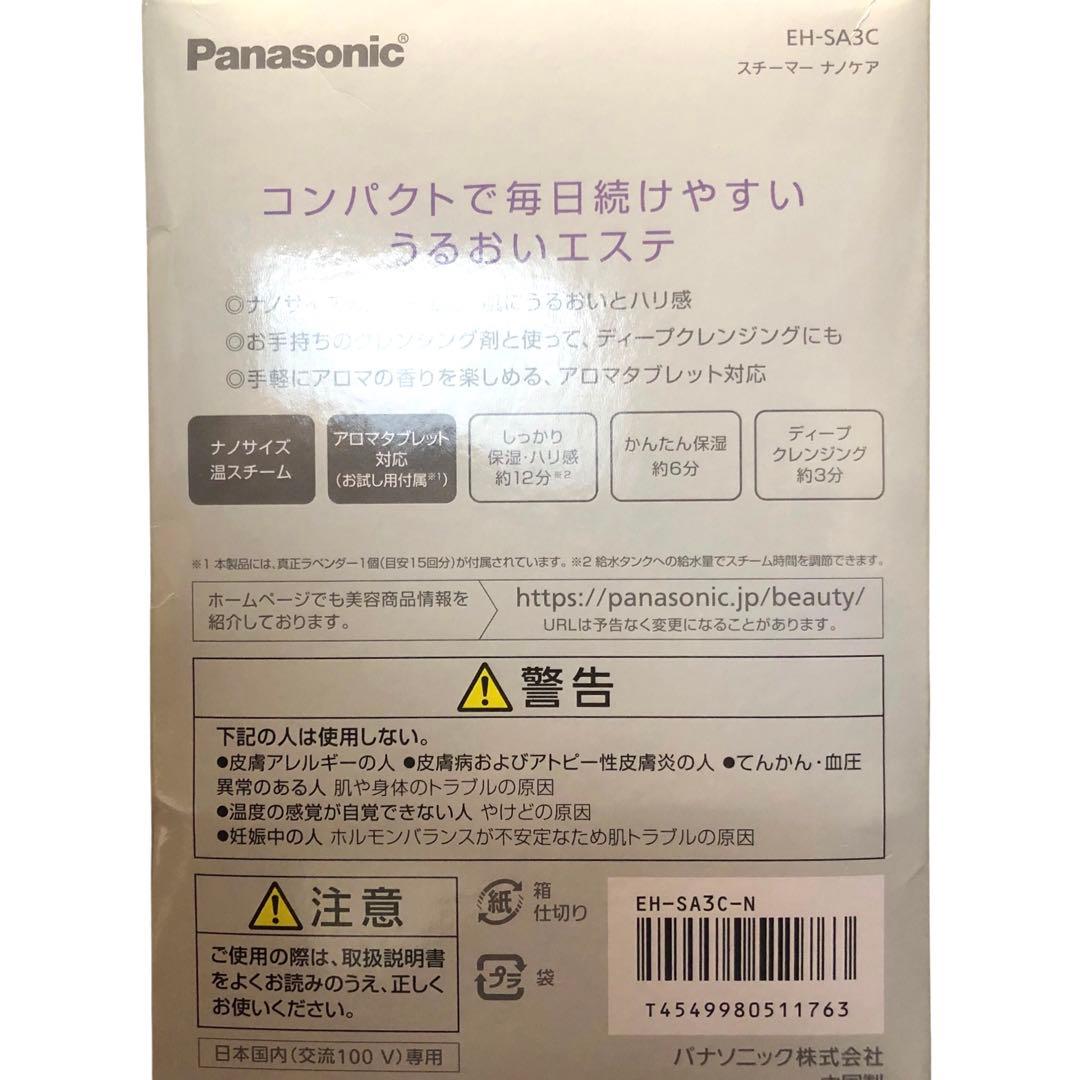 Panasonic®
EH-SA3C
スチーマー ナノケア
コンパクトで毎日続けやすい
うるおいエステ
◎ナノサイズ 肌にうるおいとハリ感
◎お手持ちのクレンジング剤と使って、ディープクレンジングにも
◎手軽にアロマの香りを楽しめる、アロマタブレット対応
ナノサイズ
温スチーム
アロマタブレット
対応
(お試し用付属※1)
しっかり
保湿・ハリ感
約12分※2
かんたん保湿
約6分
ディープ
クレンジング
約3分
※1 本製品には、真正ラベンダー1個(目安15回分)が付属されています。 ※2 給水タンクへの給水量でスチーム時間を調節できます。
ホームページでも美容商品情報を
紹介しております。
https://panasonic.jp/beauty/
URLは予告なく変更になることがあります。
警告
下記の人は使用しない。
●皮膚アレルギーの人 ●皮膚病およびアトピー性皮膚炎の人 ●てんかん・血圧
異常のある人 肌や身体のトラブルの原因
●温度の感覚が自覚できない人 やけどの原因
●妊娠中の人 ホルモンバランスが不安定なため肌トラブルの原因
注意
ご使用の際は、取扱説明書
をよくお読みのうえ、正しく
お使いください。
日本国内(交流100 V)専用
紙
箱
仕切り
プラ
袋
EH-SA3C-N
T4549980511763
パナソニック株式会社
中国製